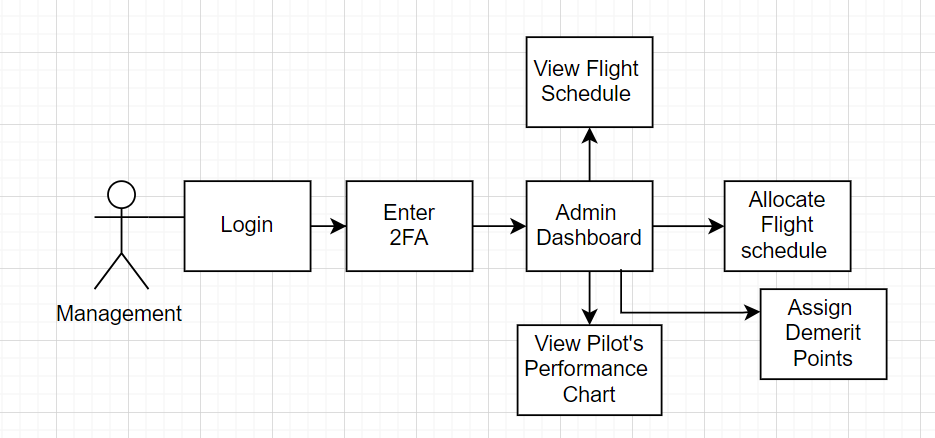 View Flight
Schedule
Login
Enter
2FA
Admin
Dashboard
Allocate
Flight
schedule
Management
Assign
Demerit
Points
View Pilot's
Performance
Chart